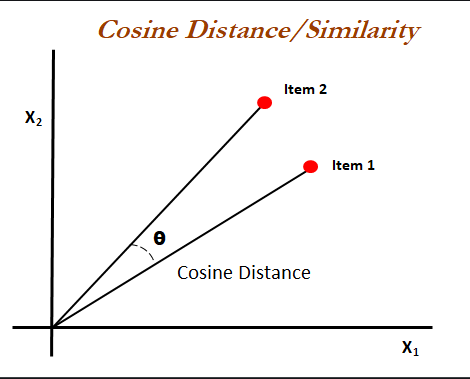 Cosine Distance/Similarity
Item 2
X₂
Item 1
θ
Cosine Distance
X₁